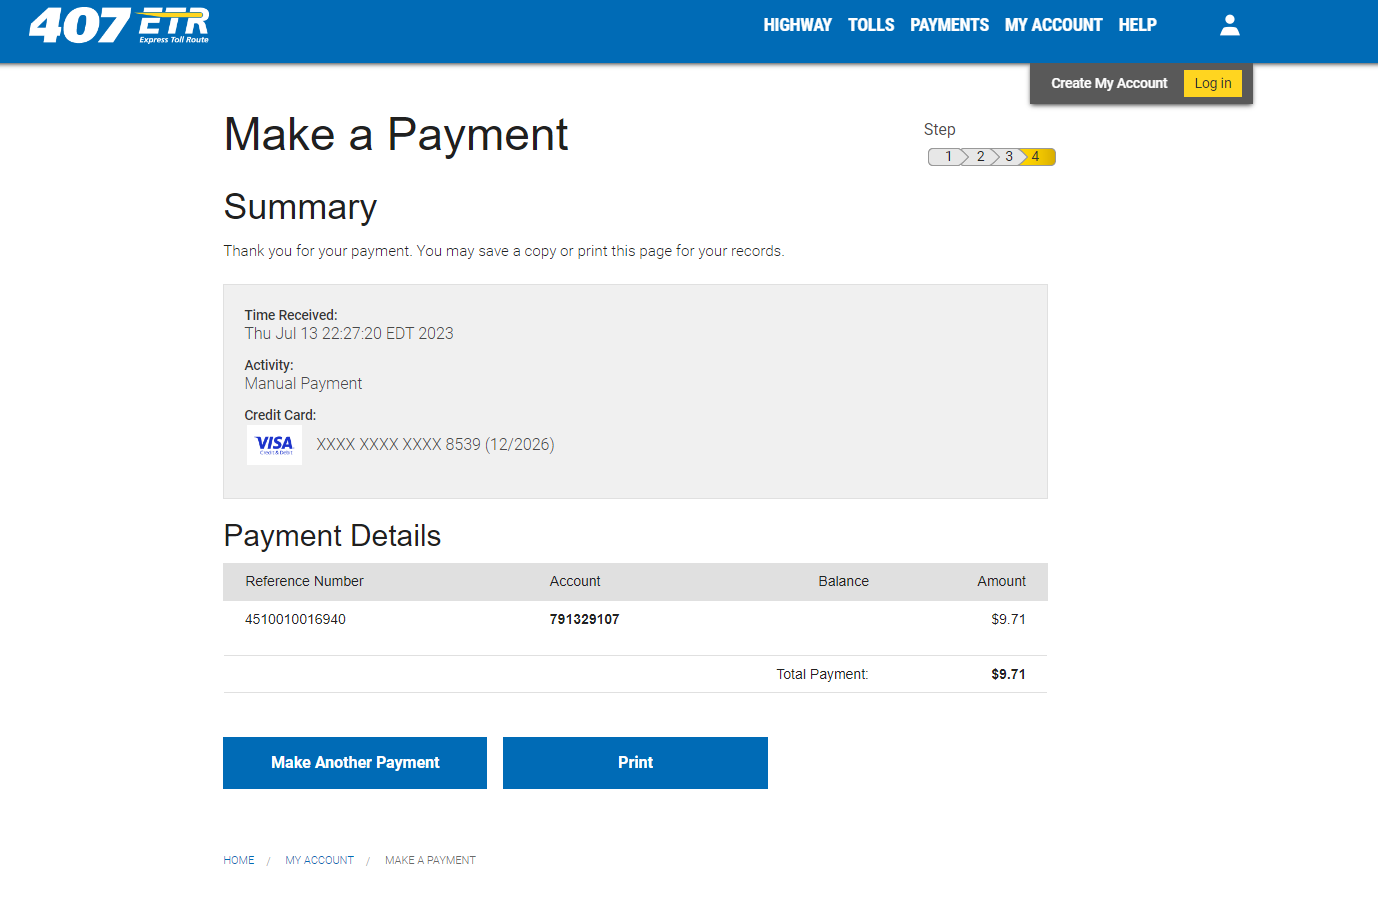 407 ETR
Express Toll Route
HIGHWAY TOLLS PAYMENTS MY ACCOUNT HELP
Create My Account Log in
Make a Payment
Step
1 2 3 4
Summary
Thank you for your payment. You may save a copy or print this page for your records.
Time Received:
Thu Jul 13 22:27:20 EDT 2023
Activity:
Manual Payment
Credit Card:
VISA
Credit & Debit
XXXX XXXX XXXX 8539 (12/2026)
Payment Details
Reference Number Account Balance Amount
4510010016940 791329107 $9.71
Total Payment: $9.71
Make Another Payment Print
HOME / MY ACCOUNT / MAKE A PAYMENT